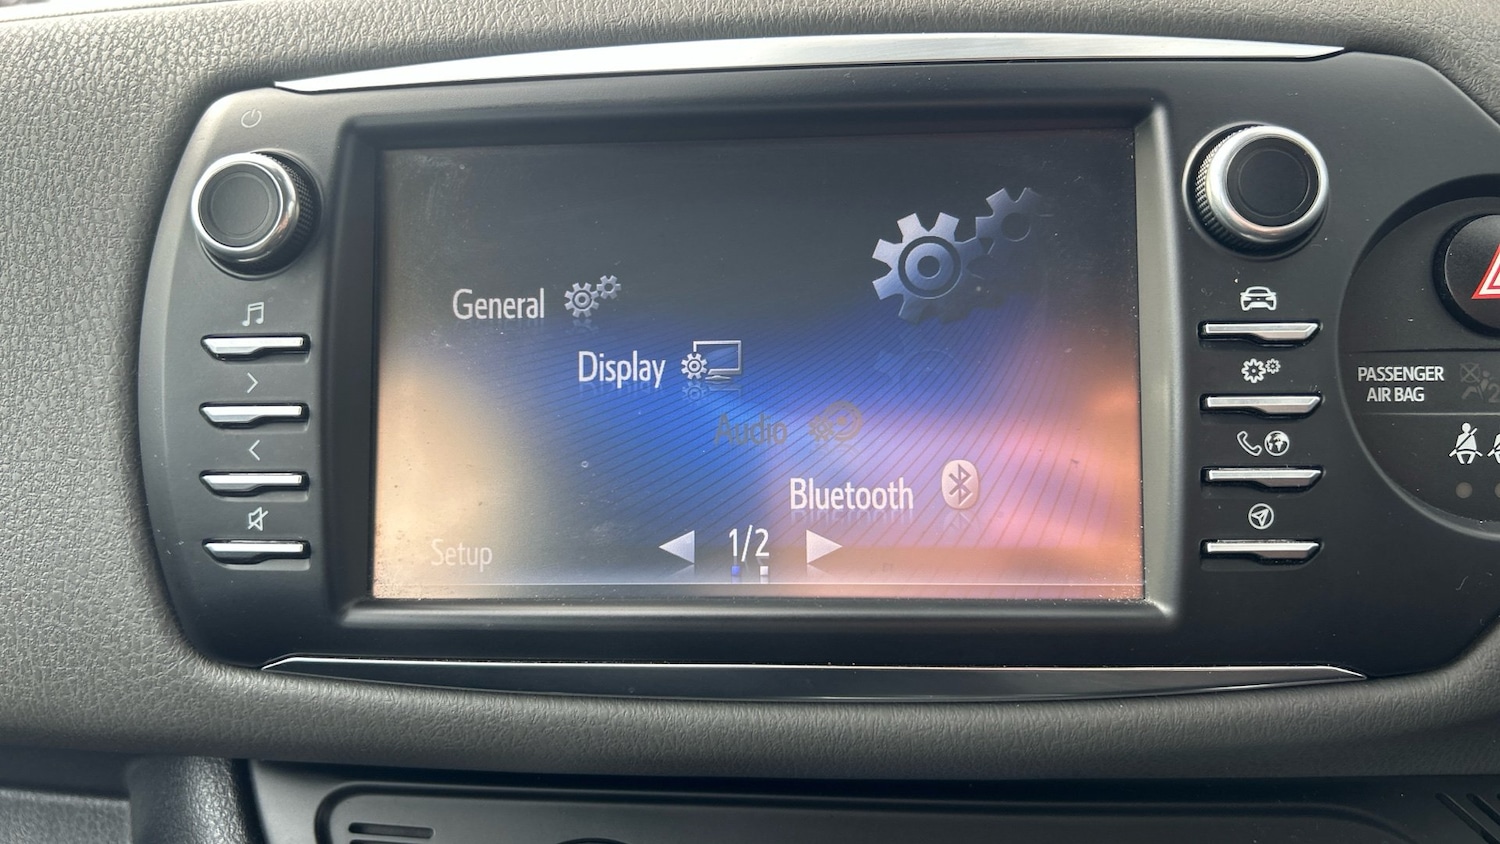 General
Display
Audio
Bluetooth
Setup
1/2
PASSENGER
AIR BAG